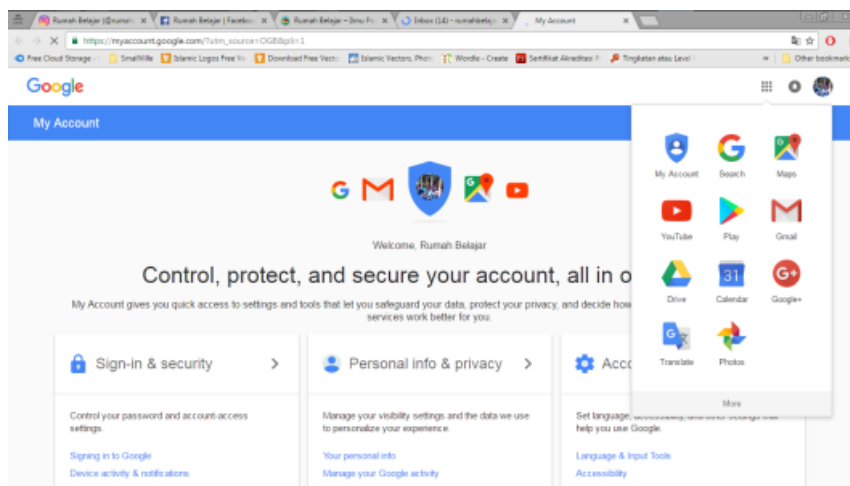 Rumah Belajar (@rumah
Rumah Belajar | Facebook
Rumah Belajar – Ilmu
Inbox (14) – rumahbelaja
My Account
https://myaccount.google.com/?utm_source=OGB&pli=1
Free Cloud Storage -
SmallVille
Islamic Logos Free Ve
Download Free Vecto
Islamic Vectors, Photo
Wordle - Create
Sertifikat Akreditasi P
Tingkatan atau Level
»
Other bookmark
Google
My Account
Welcome, Rumah Belajar
Control, protect, and secure your account, all in o
My Account gives you quick access to settings and tools that let you safeguard your data, protect your privacy, and decide how
services work better for you.
My Account
Search
Maps
YouTube
Play
Gmail
31
Drive
Calendar
G+
Google+
Translate
Photos
More
Sign-in & security
Personal info & privacy
Acco
Control your password and account-access
settings.
Signing in to Google
Device activity & notifications
Manage your visibility settings and the data we use
to personalize your experience.
Your personal info
Manage your Google activity
Set language, accessibility, and other settings that
help you use Google.
Language & Input Tools
Accessibility